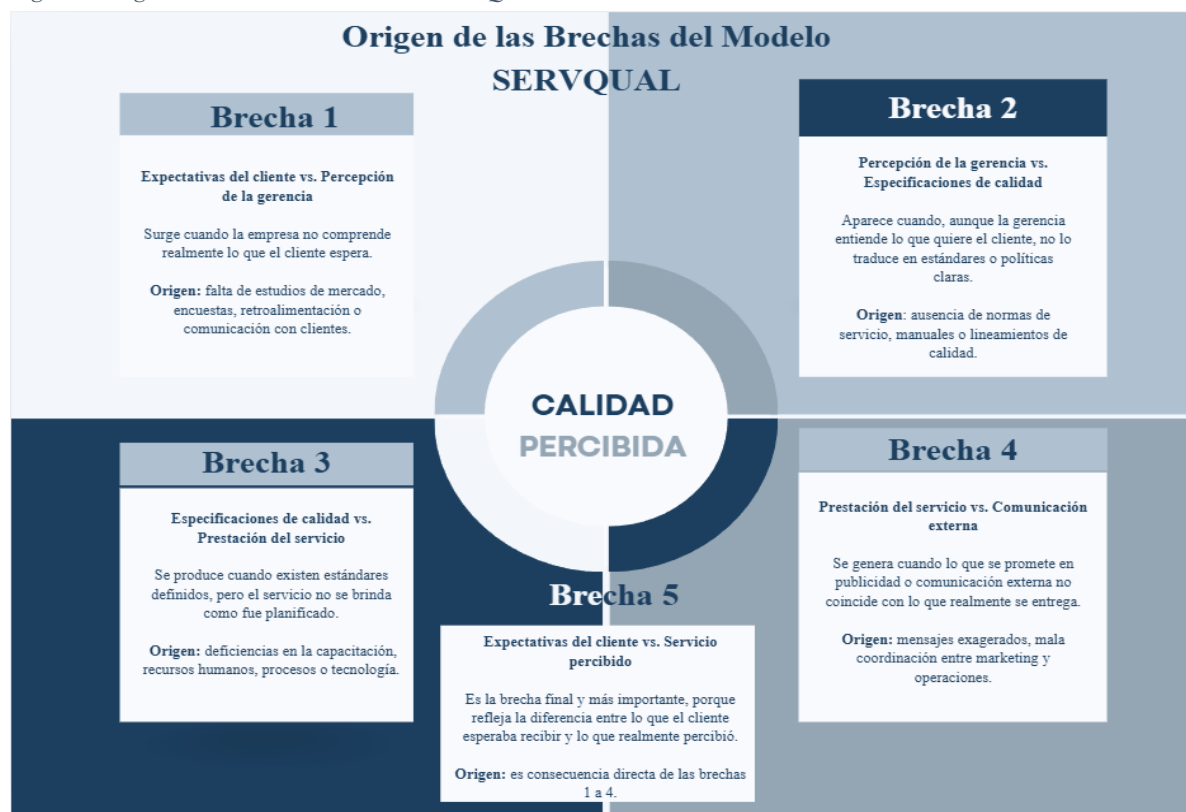 Origen de las Brechas del Modelo
SERVQUAL
Brecha 1
Expectativas del cliente vs. Percepción
de la gerencia
Surge cuando la empresa no comprende
realmente lo que el cliente espera.
Origen: falta de estudios de mercado,
encuestas, retroalimentación o
comunicación con clientes.
Brecha 2
Percepción de la gerencia vs.
Especificaciones de calidad
Aparece cuando, aunque la gerencia
entiende lo que quiere el cliente, no lo
traduce en estándares o políticas
claras.
Origen: ausencia de normas de
servicio, manuales o lineamientos de
calidad.
CALIDAD
PERCIBIDA
Brecha 3
Especificaciones de calidad vs.
Prestación del servicio
Se produce cuando existen estándares
definidos, pero el servicio no se brinda
como fue planificado.
Origen: deficiencias en la capacitación,
recursos humanos, procesos o tecnología.
Brecha 4
Prestación del servicio vs. Comunicación
externa
Se genera cuando lo que se promete en
publicidad o comunicación externa no
coincide con lo que realmente se entrega.
Origen: mensajes exagerados, mala
coordinación entre marketing y
operaciones.
Brecha 5
Expectativas del cliente vs. Servicio
percibido
Es la brecha final y más importante, porque
refleja la diferencia entre lo que el cliente
esperaba recibir y lo que realmente percibió.
Origen: es consecuencia directa de las brechas
1 a 4.